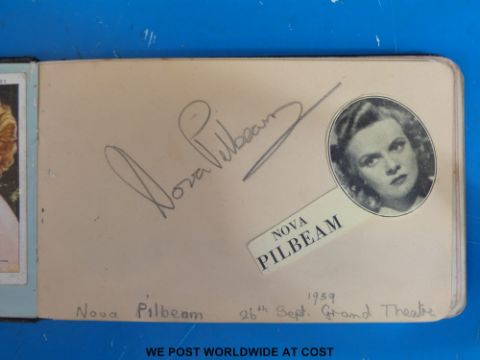 Nova Pilbeam
NOVA
PILBEAM
1939
Nova Pilbeam 26th Sept. Grand Theatre
WE POST WORLDWIDE AT COST